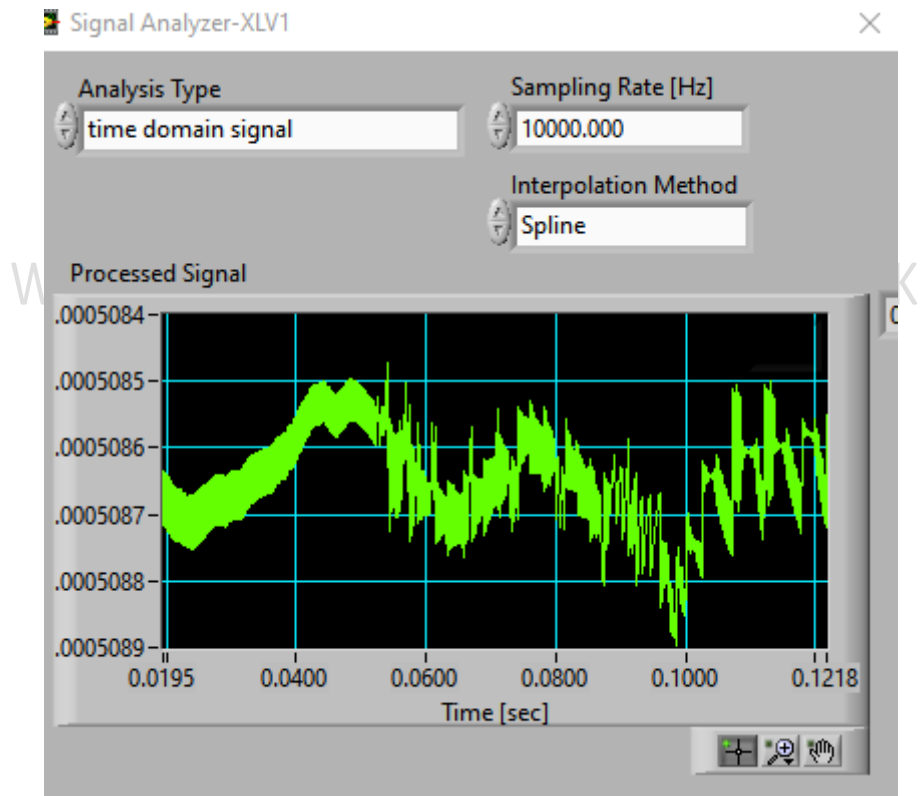 Signal Analyzer-XLV1
Analysis Type
Sampling Rate [Hz]
time domain signal
10000.000
Interpolation Method
Spline
Processed Signal
.0005084
.0005085
.0005086
.0005087
.0005088
.0005089
0.0195 0.0400 0.0600 0.0800 0.1000 0.1218
Time [sec]